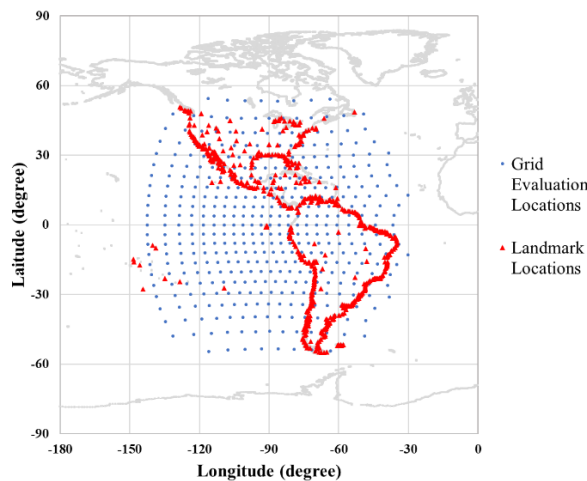 90
60
30
0
-30
-60
-90
Laitude (degree)
-180
-150
-120
-90
-60
-30
0
Longitude (degree)
Grid
Evaluation
Locations
Landmark
Locations